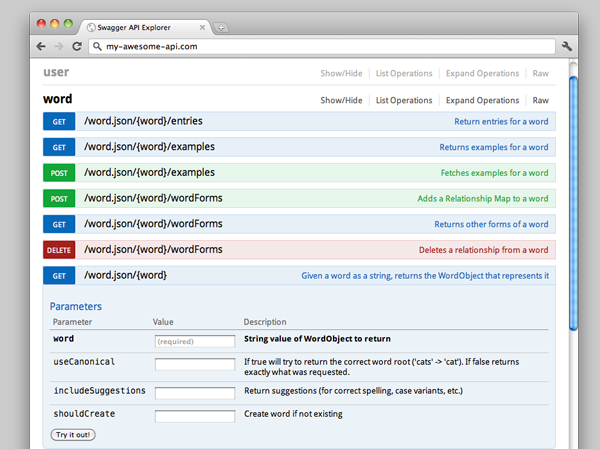 Swagger API Explorer
my-awesome-api.com
user Show/Hide List Operations Expand Operations Raw
word Show/Hide List Operations Expand Operations Raw
GET /word.json/{word}/entries Return entries for a word
GET /word.json/{word}/examples Returns examples for a word
POST /word.json/{word}/examples Fetches examples for a word
POST /word.json/{word}/wordForms Adds a Relationship Map to a word
GET /word.json/{word}/wordForms Returns other forms of a word
DELETE /word.json/{word}/wordForms Deletes a relationship from a word
GET /word.json/{word} Given a word as a string, returns the WordObject that represents it
Parameters
Parameter Value Description
word (required) String value of WordObject to return
useCanonical If true will try to return the correct word root ('cats' -> 'cat'). If false returns
exactly what was requested.
includeSuggestions Return suggestions (for correct spelling, case variants, etc.)
shouldCreate Create word if not existing
Try it out!